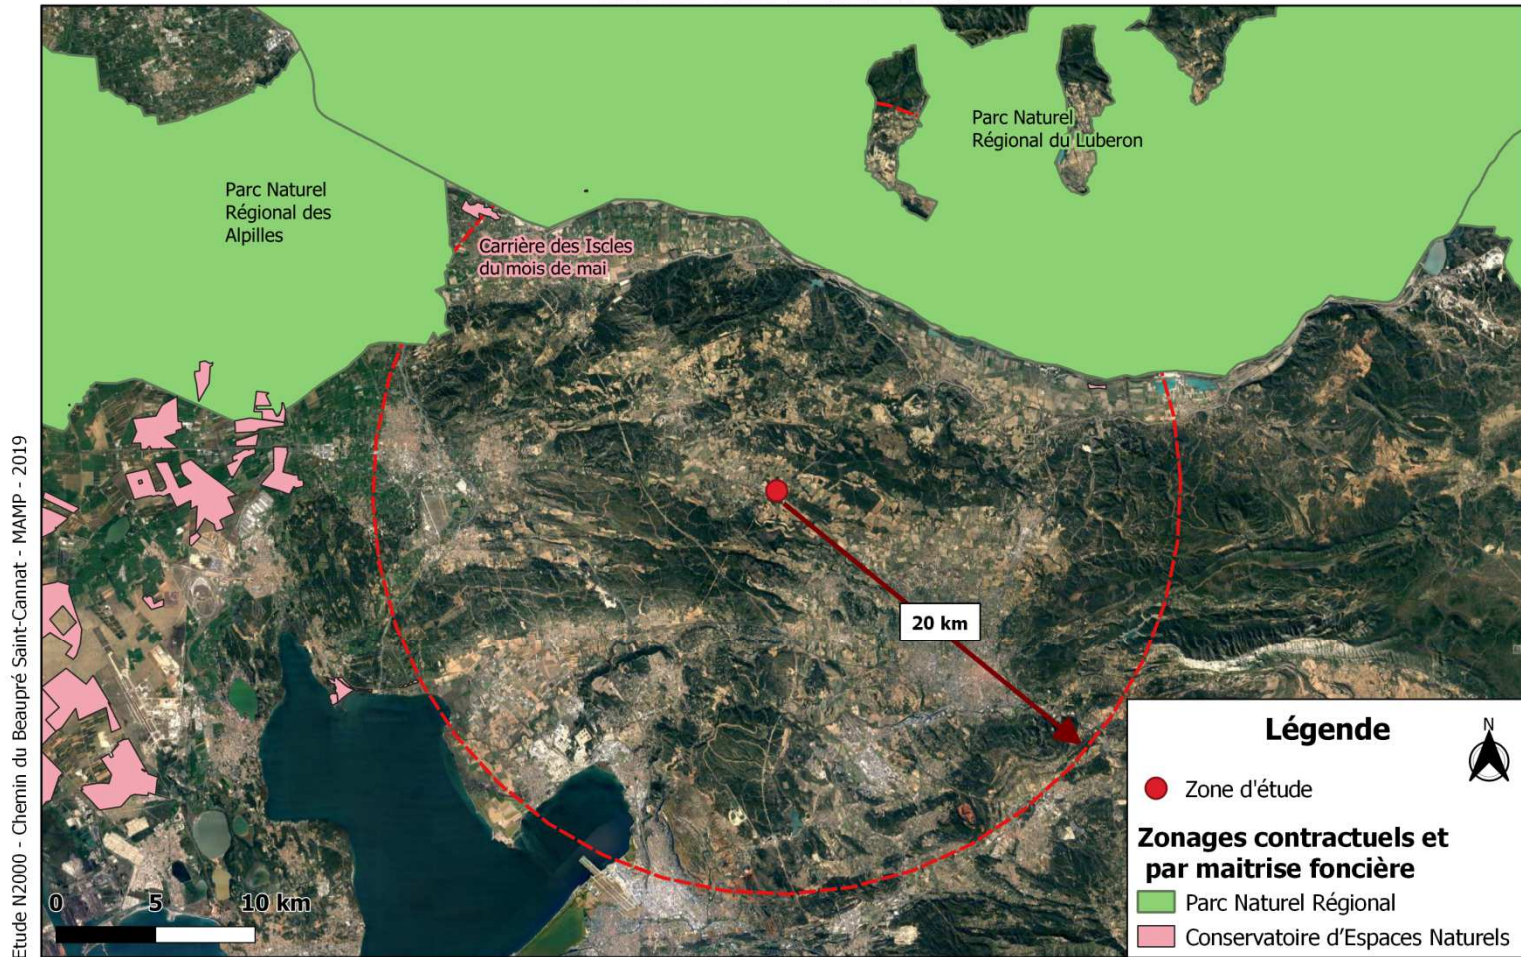 Etude N2000 - Chemin du Beaupré Saint-Cannat - MAMP - 2019
Parc Naturel
Régional du Luberon
Parc Naturel
Régional des
Alpilles
Carrière des Iscles
du mois de mai
20 km
0 5 10 km
Légende
N
Zone d'étude
Zonages contractuels et
par maitrise foncière
Parc Naturel Régional
Conservatoire d'Espaces Naturels